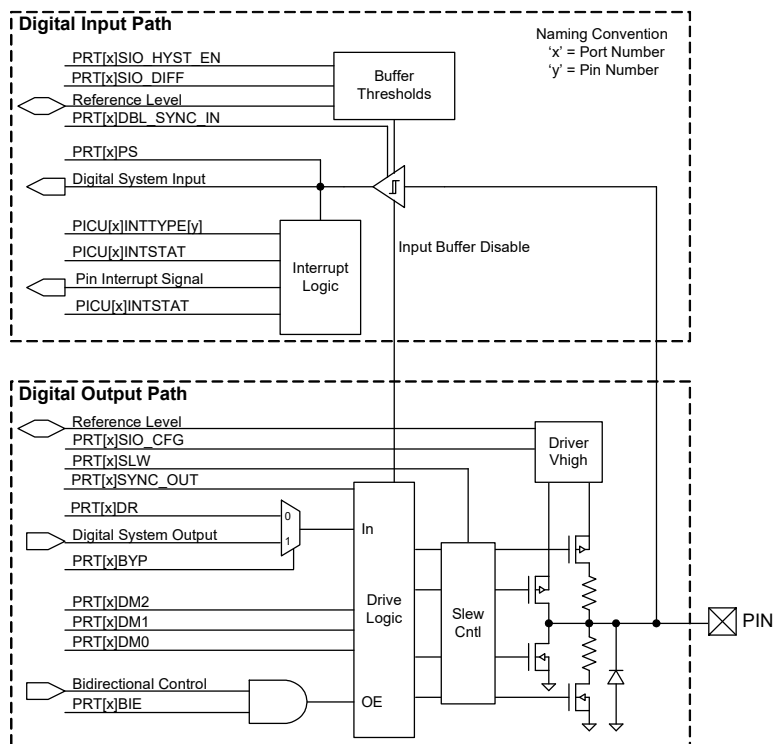 Digital Input Path
Naming Convention
'x' = Port Number
'y' = Pin Number
PRT[x]SIO_HYST_EN
PRT[x]SIO_DIFF
Reference Level
PRT[x]DBL_SYNC_IN
Buffer
Thresholds
PRT[x]PS
Digital System Input
PICU[x]INTTYPE[y]
PICU[x]INTSTAT
Pin Interrupt Signal
PICU[x]INTSTAT
Interrupt
Logic
Input Buffer Disable
Digital Output Path
Reference Level
PRT[x]SIO_CFG
PRT[x]SLW
PRT[x]SYNC_OUT
Driver
Vhigh
PRT[x]DR
Digital System Output
PRT[x]BYP
0
1
In
PRT[x]DM2
PRT[x]DM1
PRT[x]DM0
Drive
Logic
Slew
Cntl
PIN
Bidirectional Control
PRT[x]BIE
OE